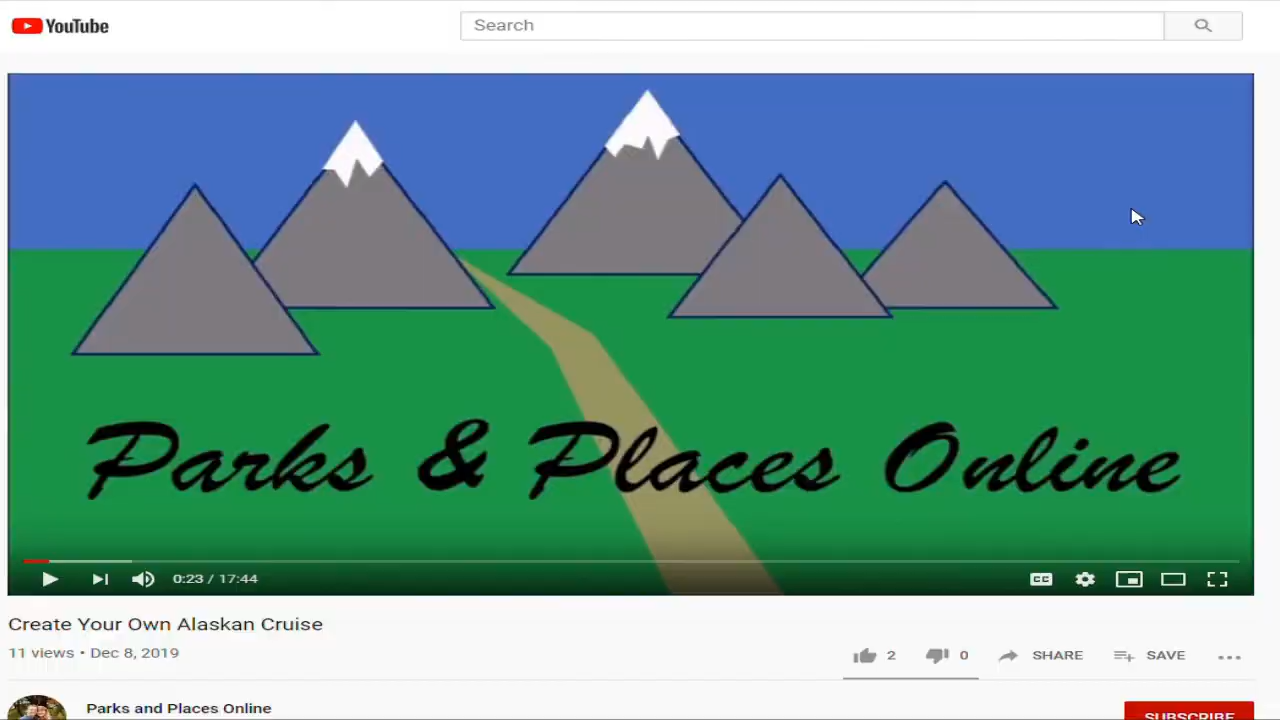 YouTube
Search
Parks & Places Online
0:23 / 17:44
CC
Create Your Own Alaskan Cruise
11 views • Dec 8, 2019
2
0
SHARE
SAVE
Parks and Places Online
SUBSCRIBE